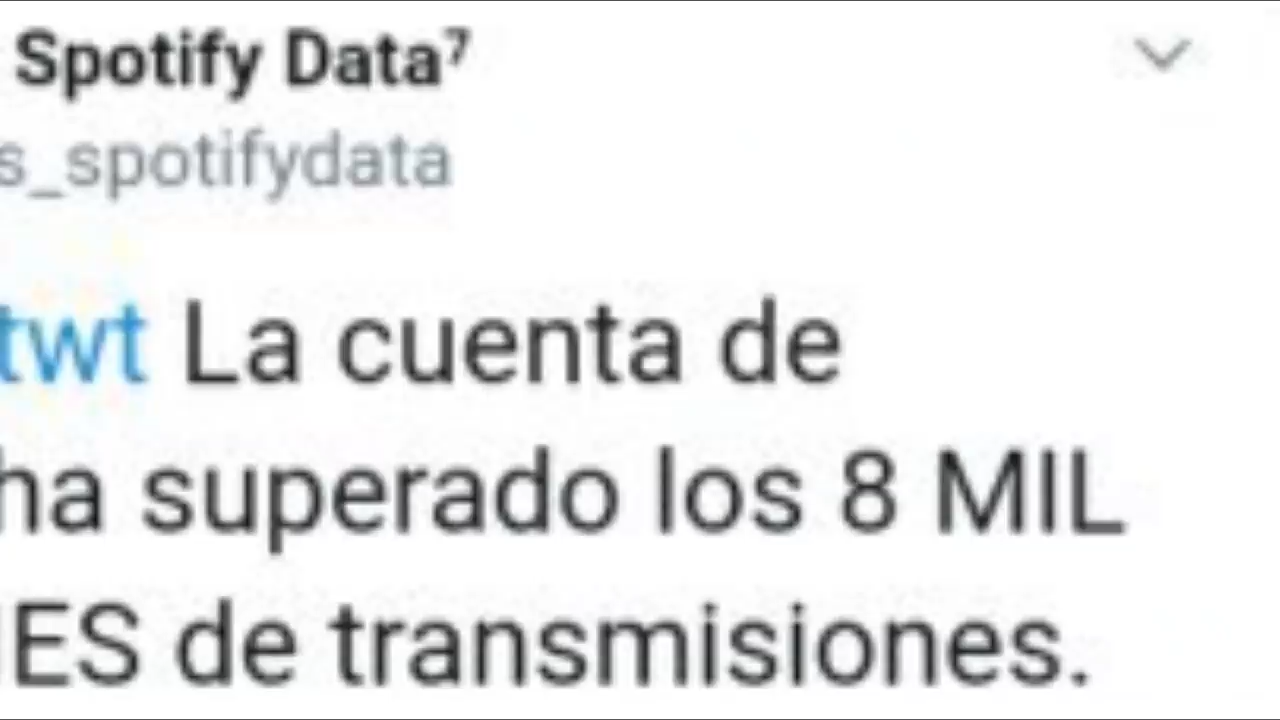 Spotify Data⁷
s_spotifydata
twt La cuenta de
ha superado los 8 MIL
ES de transmisiones.